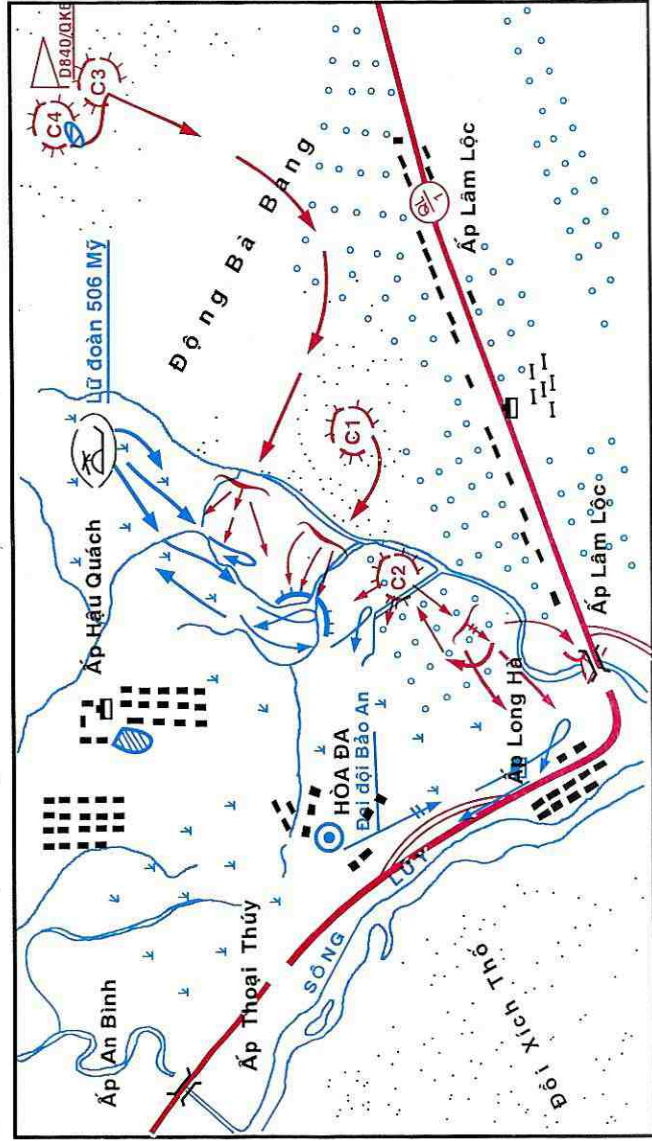 D840/QK6
C4
C3
Lữ đoàn 506 Mỹ
Động Bà Bang
Ấp Hậu Quách
C1
QL
1
Ấp Lâm Lộc
C2
Ấp An Bình
HÒA ĐA
Đại đội Bảo An
Ấp Thoại Thúy
Ấp Long Hà
Ấp Lâm Lộc
SÔNG LŨY
Đồi Xích Thố